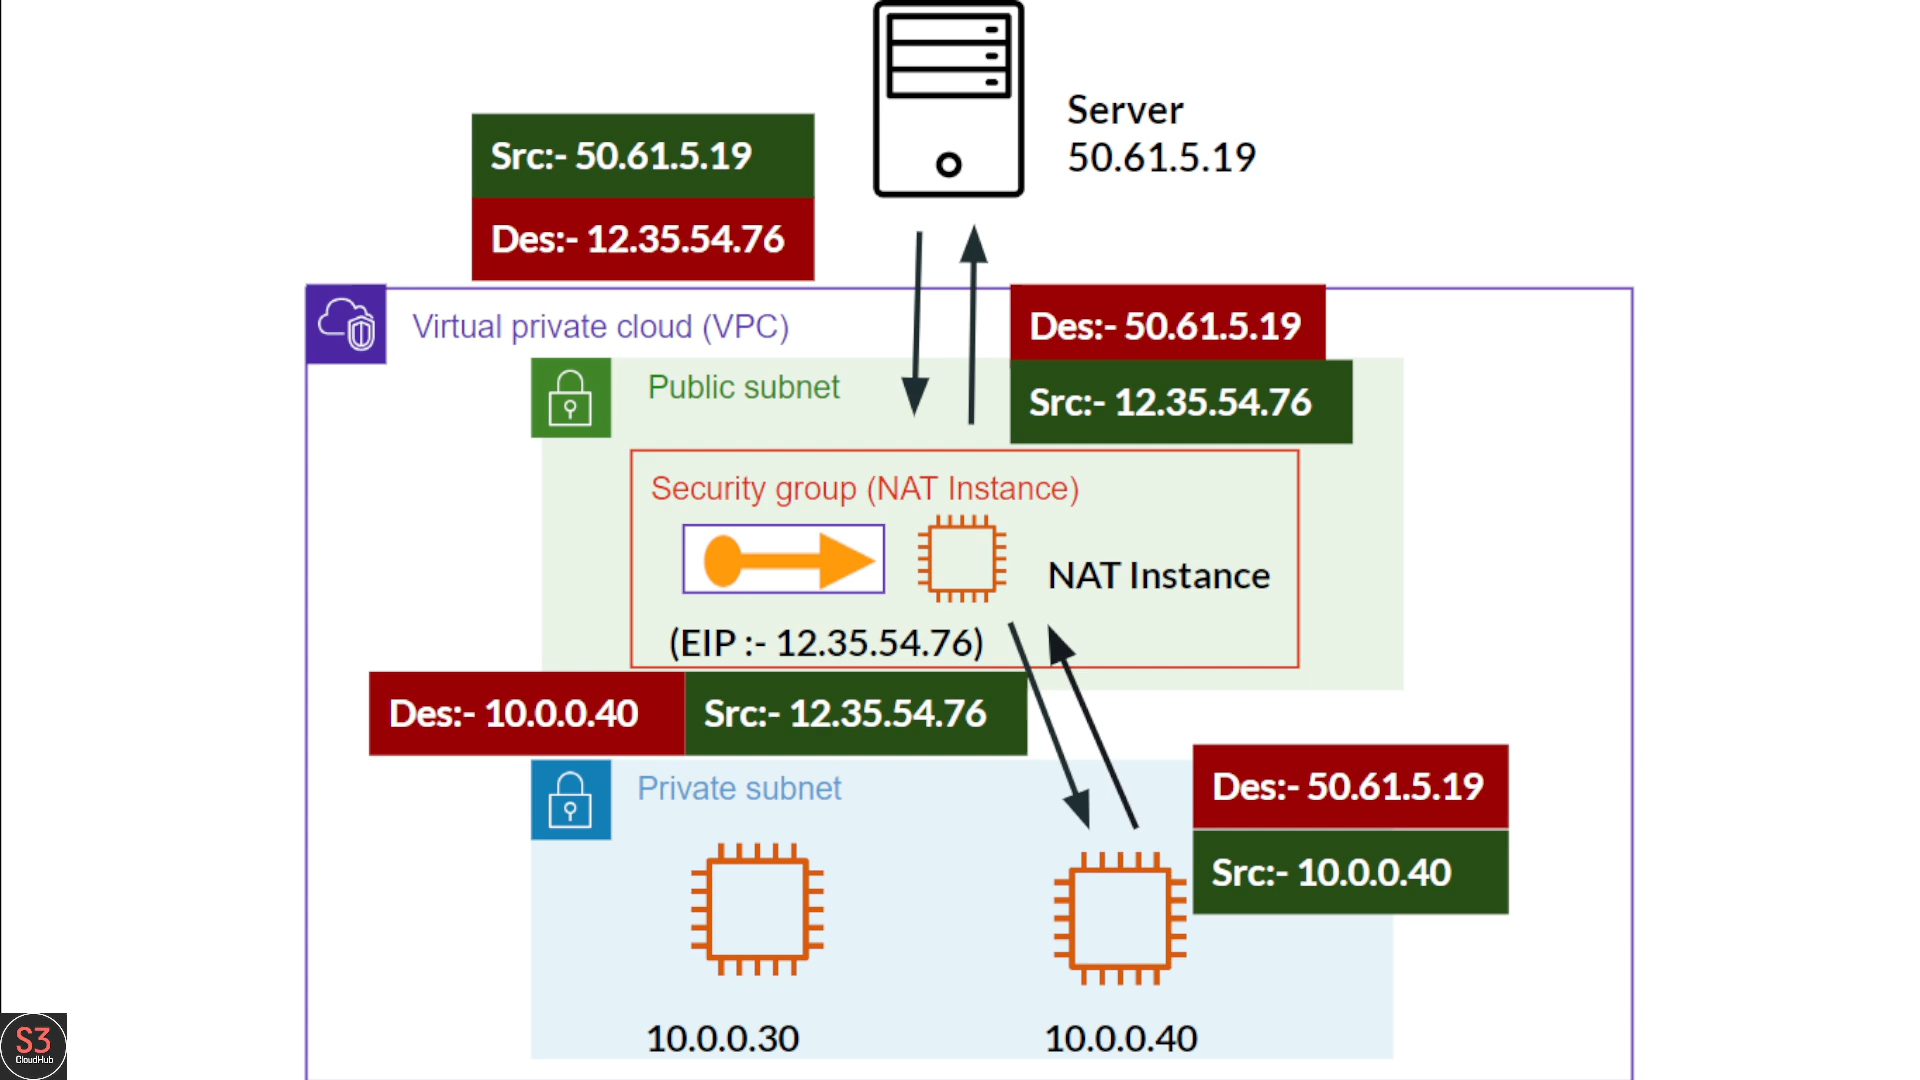 Server
50.61.5.19
Src:- 50.61.5.19
Des:- 12.35.54.76
Virtual private cloud (VPC)
Des:- 50.61.5.19
Src:- 12.35.54.76
Public subnet
Security group (NAT Instance)
NAT Instance
(EIP :- 12.35.54.76)
Des:- 10.0.0.40
Src:- 12.35.54.76
Private subnet
Des:- 50.61.5.19
Src:- 10.0.0.40
10.0.0.30
10.0.0.40
S3
CloudHub